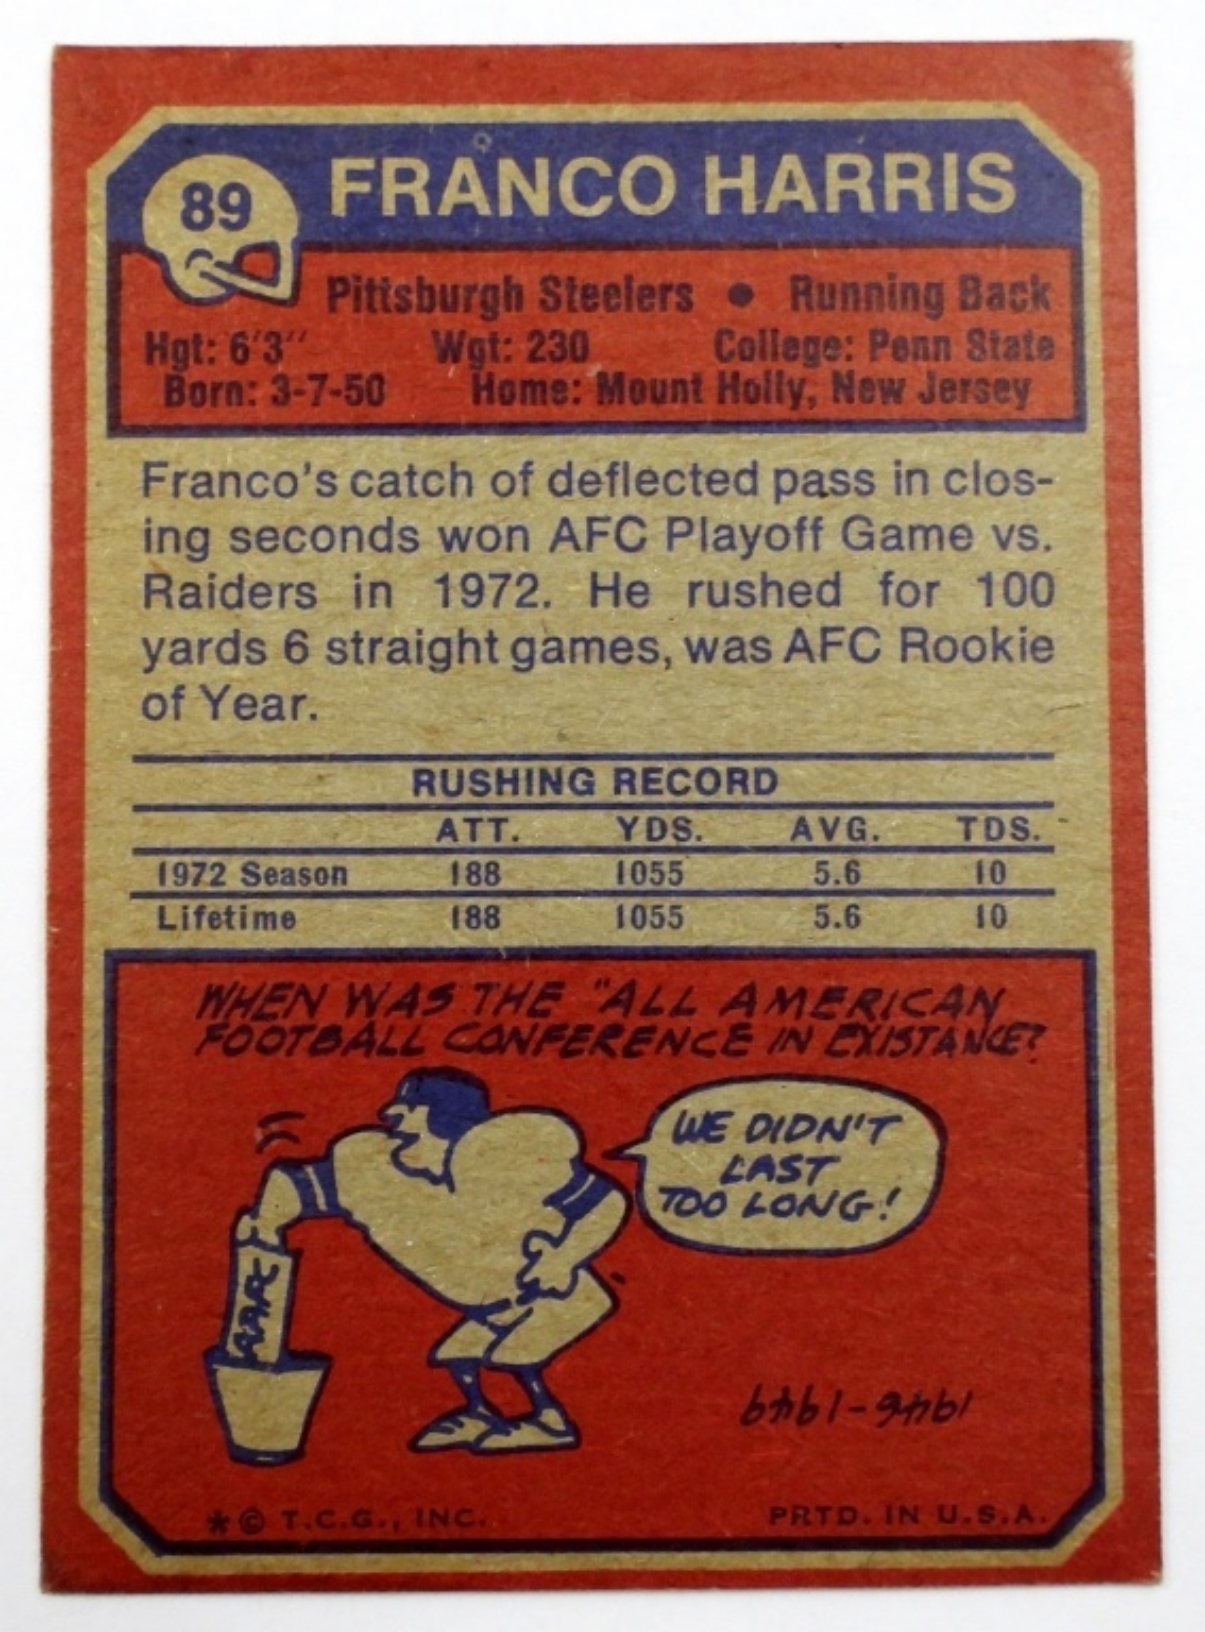 89
FRANCO HARRIS
Pittsburgh Steelers • Running Back
Hgt: 6'3" Wgt: 230 College: Penn State
Born: 3-7-50 Home: Mount Holly, New Jersey
Franco's catch of deflected pass in clos-
ing seconds won AFC Playoff Game vs.
Raiders in 1972. He rushed for 100
yards 6 straight games, was AFC Rookie
of Year.
RUSHING RECORD
ATT. YDS. AVG. TDS.
1972 Season 188 1055 5.6 10
Lifetime 188 1055 5.6 10
WHEN WAS THE "ALL AMERICAN
FOOTBALL CONFERENCE IN EXISTANCE?
WE DIDN'T
LAST
TOO LONG!
AAFC
1946-1949
* © T.C.G., INC. PRTD. IN U.S.A.